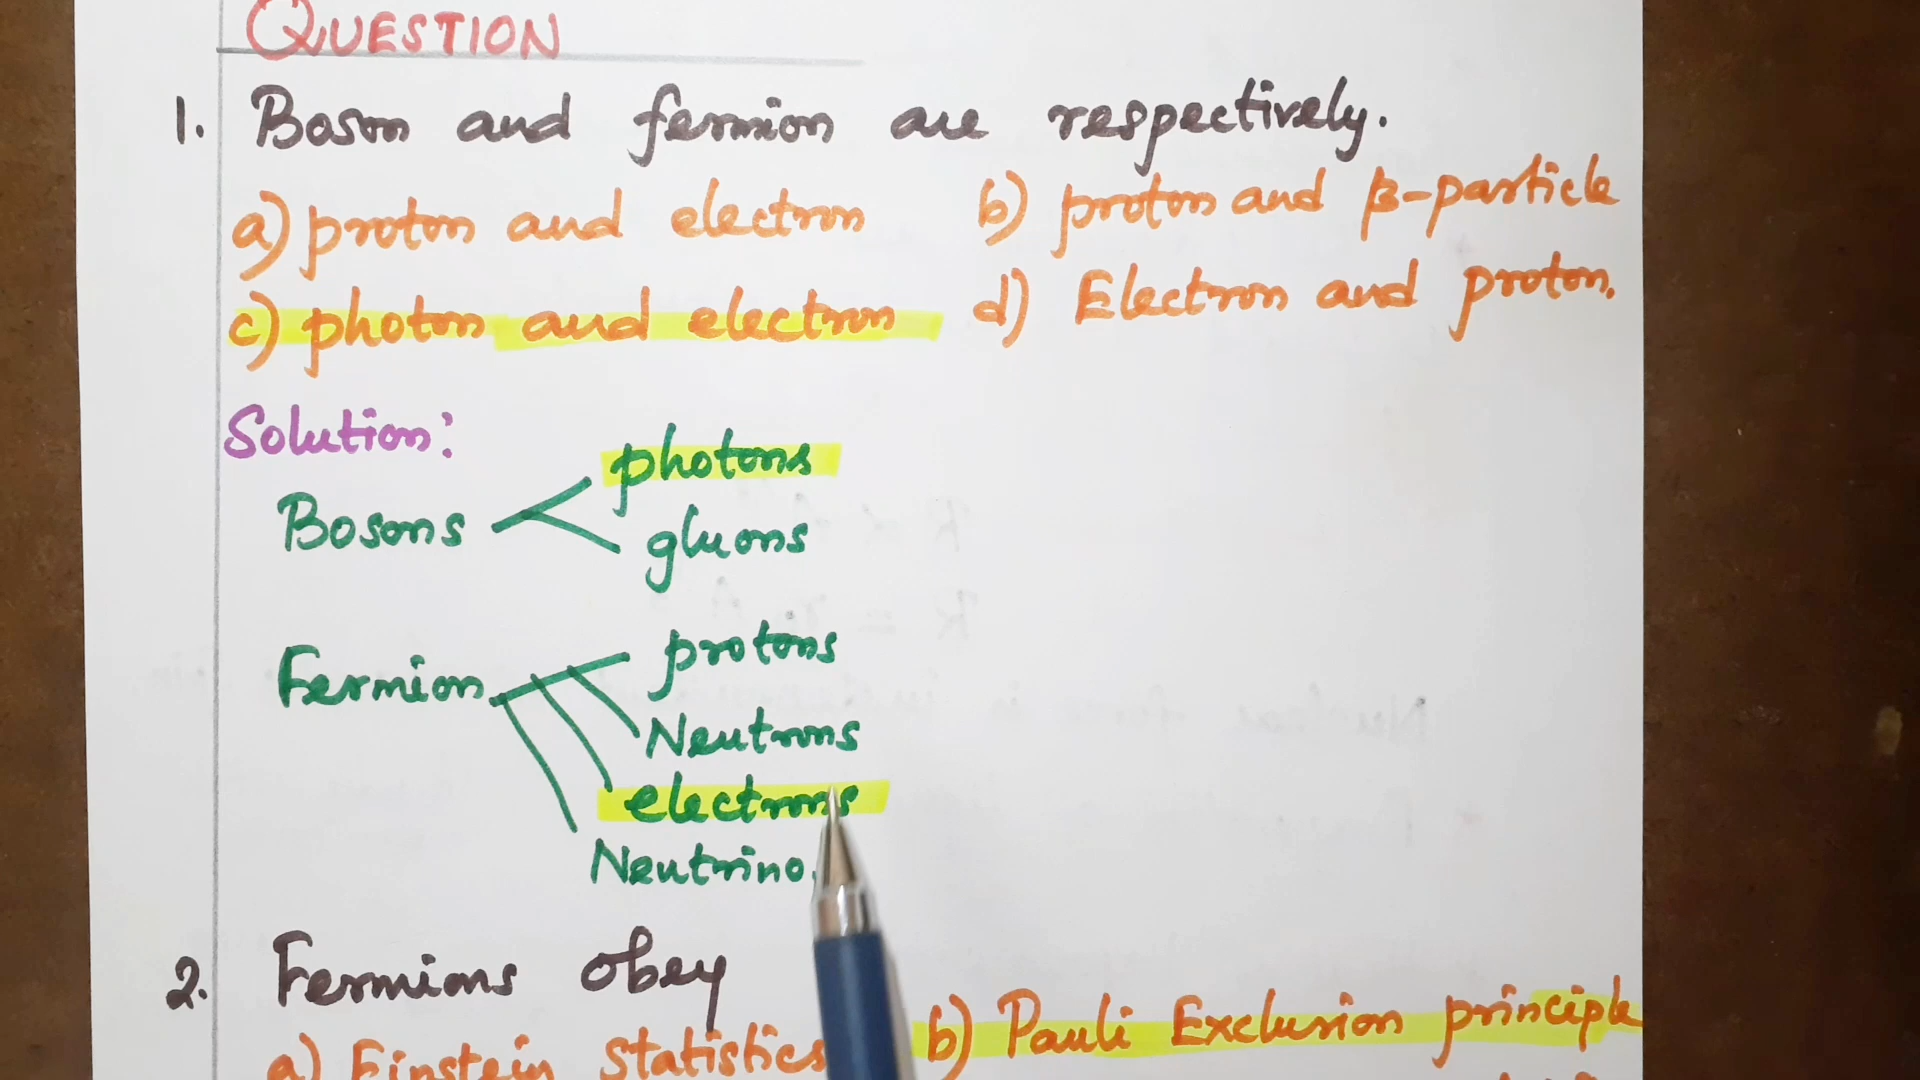 QUESTION
1. Boson and fermion are respectively.
a) proton and electron b) proton and β-particle
c) photon and electron d) Electron and proton.
Solution:
photons
Bosons
gluons
protons
Fermion
Neutrons
electrons
Neutrino.
2. Fermions obey
a) Einstein statistics b) Pauli Exclusion principle